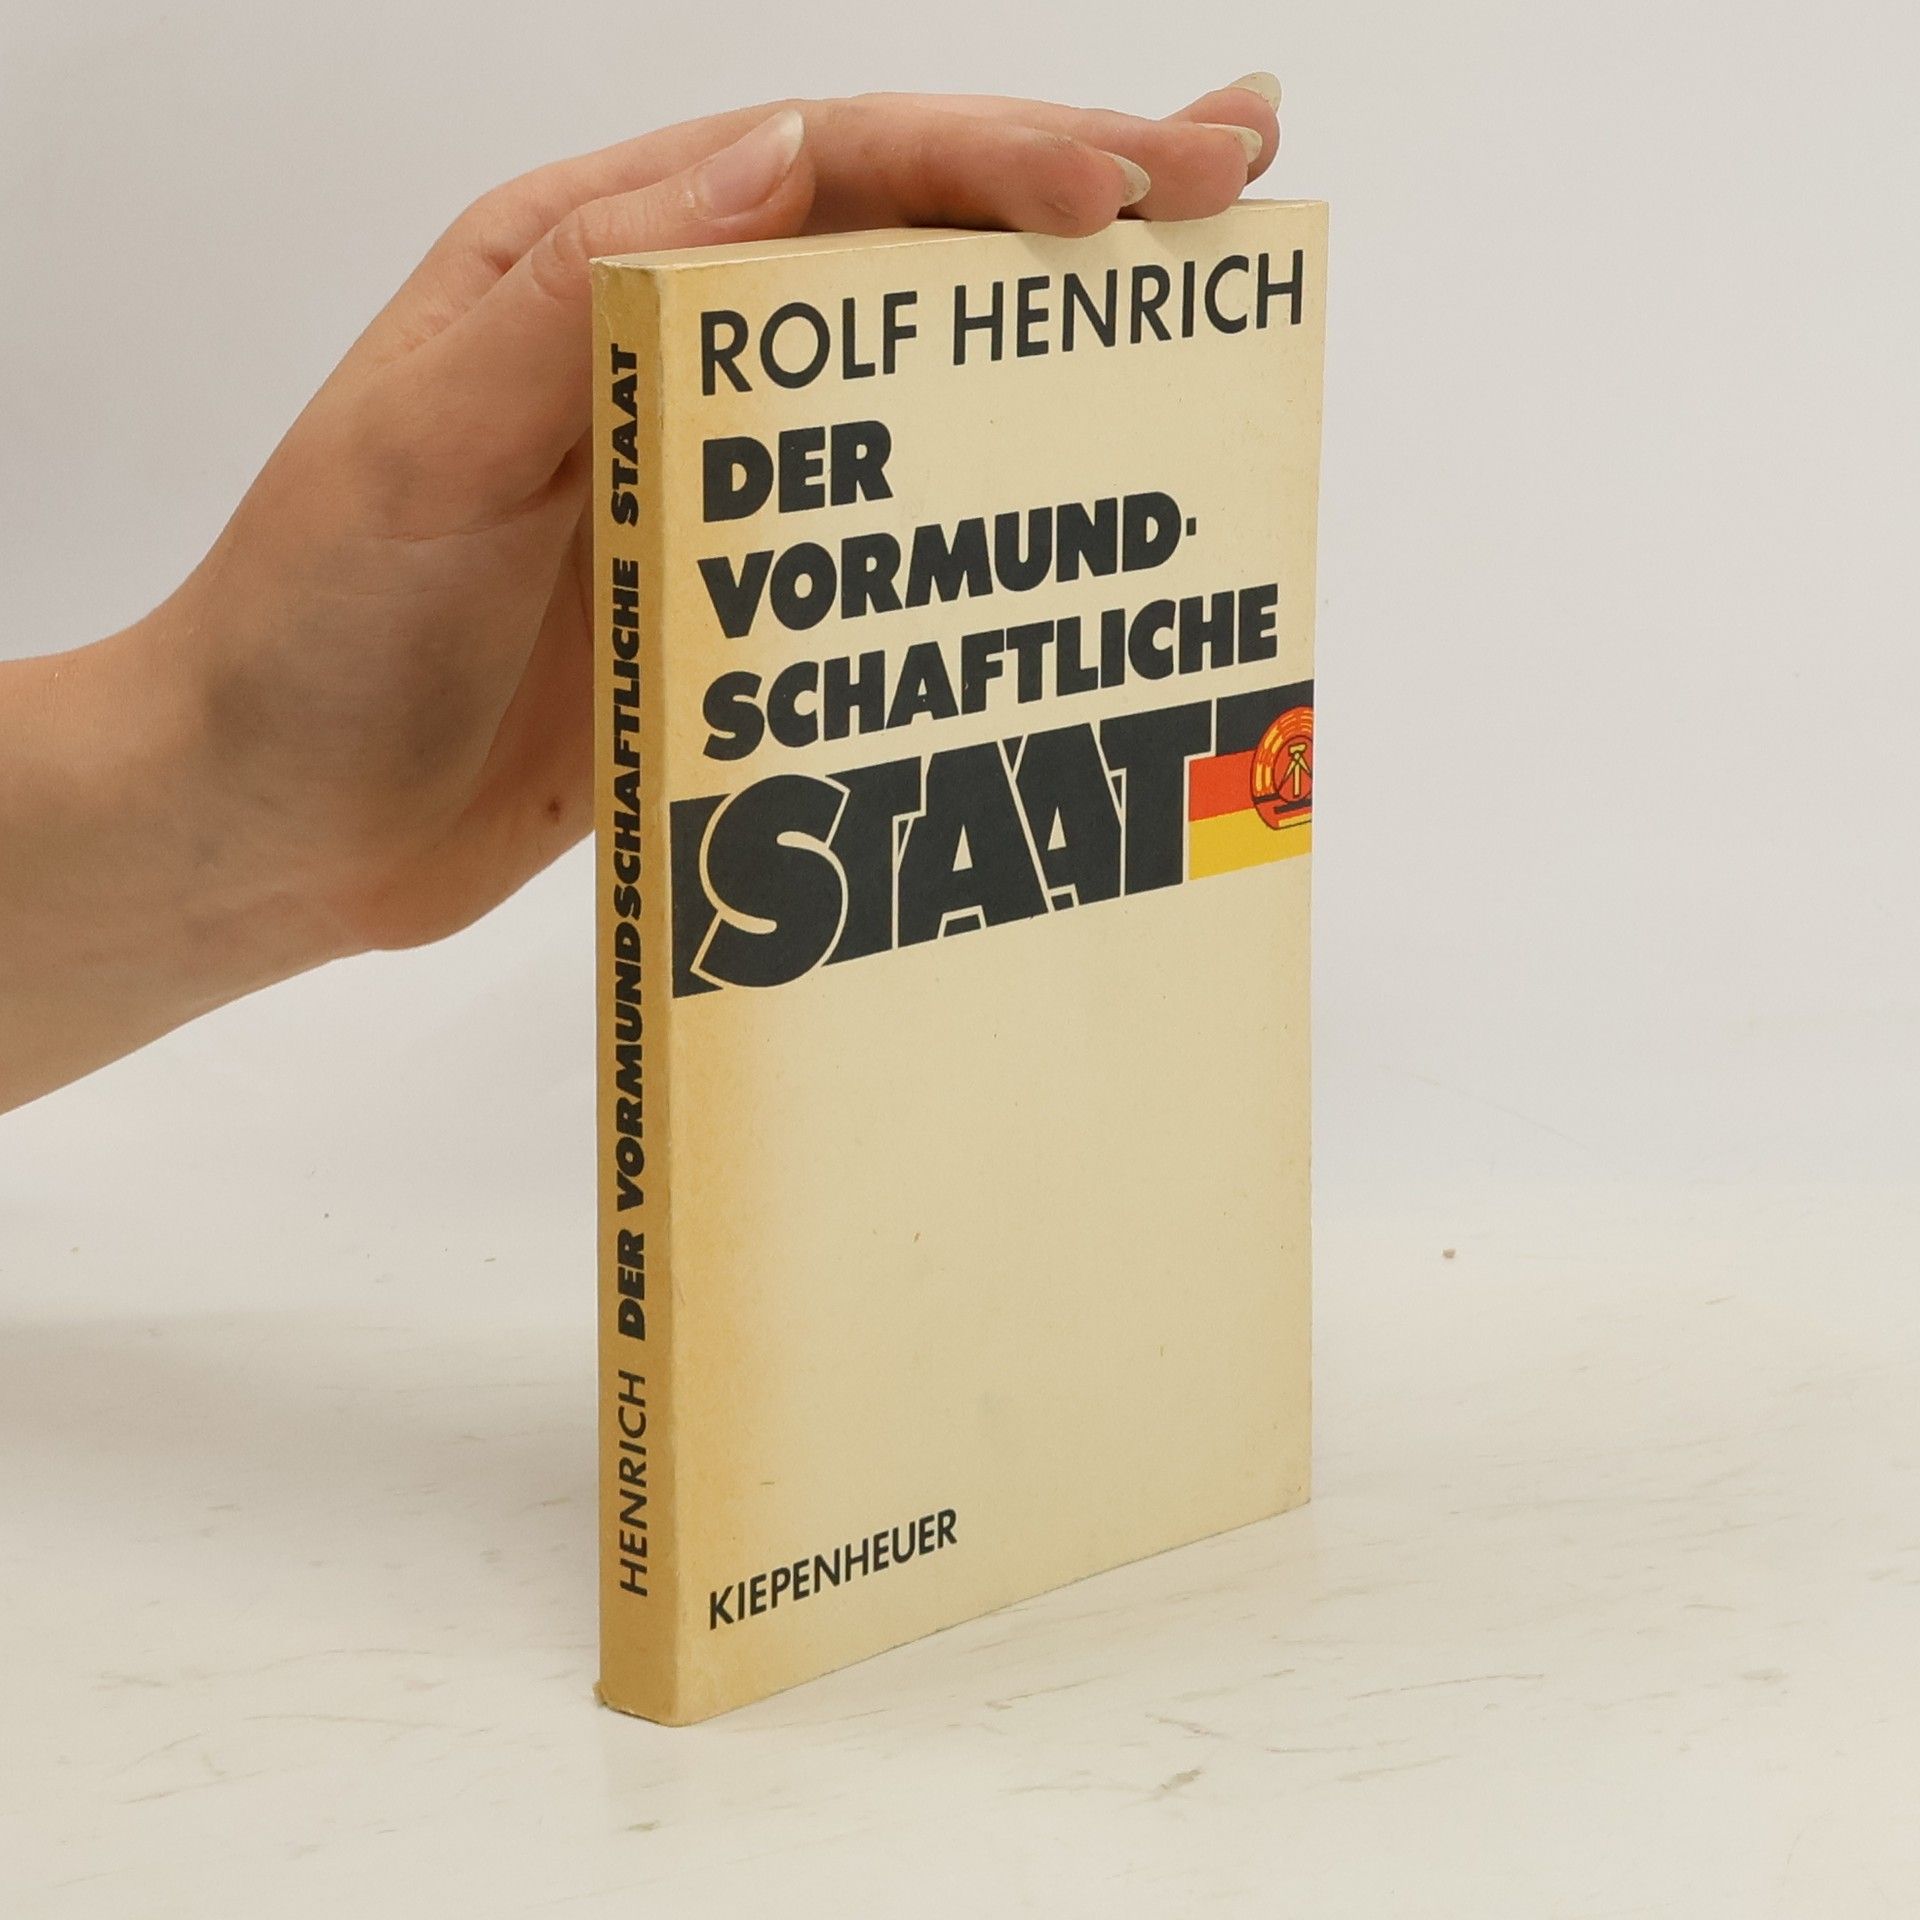 ROLF HENRICH
DER
VORMUND-
SCHAFTLICHE
STAAT
KIEPENHEUER
HENRICH DER VORMUNDSCHAFTLICHE STAAT